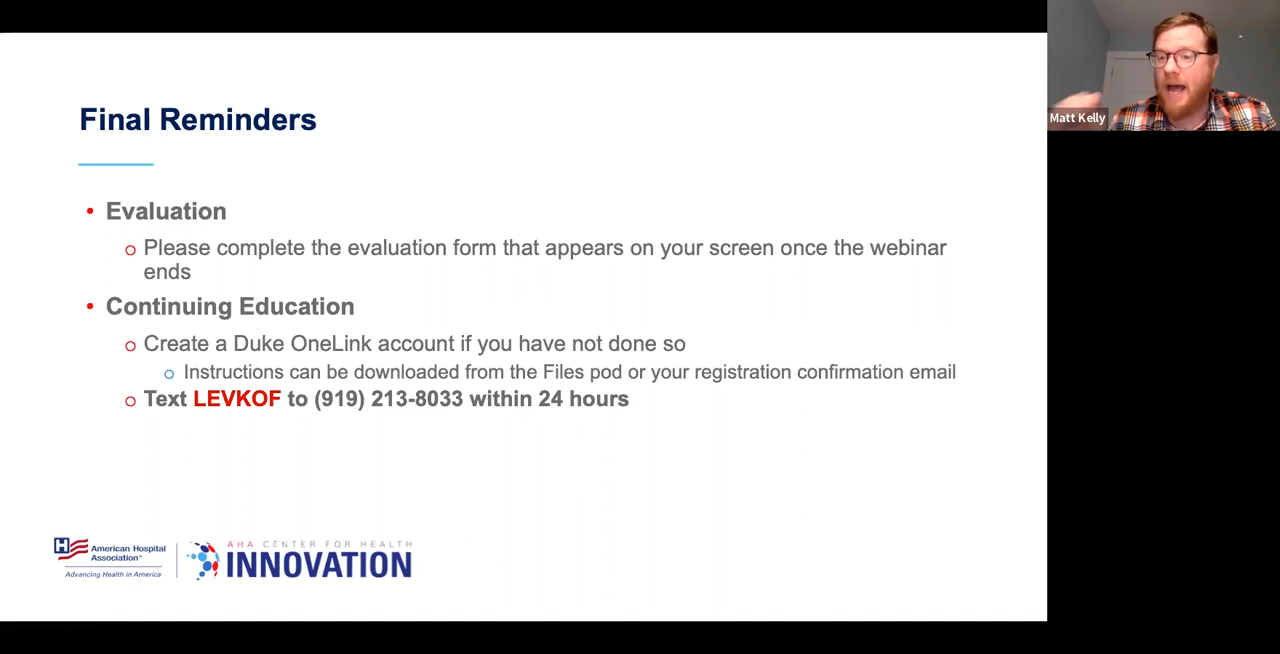 Final Reminders
Evaluation
Please complete the evaluation form that appears on your screen once the webinar
ends
Continuing Education
Create a Duke OneLink account if you have not done so
Instructions can be downloaded from the Files pod or your registration confirmation email
Text LEVKOF to (919) 213-8033 within 24 hours
H American Hospital
Association™
Advancing Health in America
AHA CENTER FOR HEALTH
INNOVATION
Matt Kelly